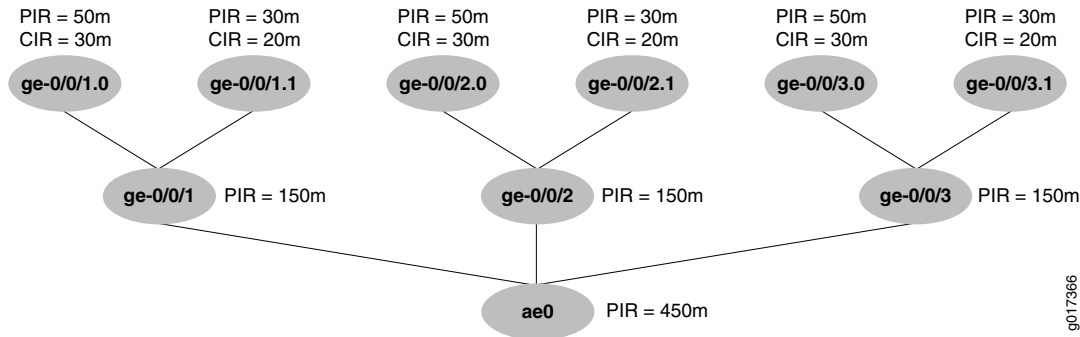 PIR = 50m
CIR = 30m
PIR = 30m
CIR = 20m
PIR = 50m
CIR = 30m
PIR = 30m
CIR = 20m
PIR = 50m
CIR = 30m
PIR = 30m
CIR = 20m
ge-0/0/1.0
ge-0/0/1.1
ge-0/0/2.0
ge-0/0/2.1
ge-0/0/3.0
ge-0/0/3.1
ge-0/0/1
PIR = 150m
ge-0/0/2
PIR = 150m
ge-0/0/3
PIR = 150m
ae0
PIR = 450m
g017366